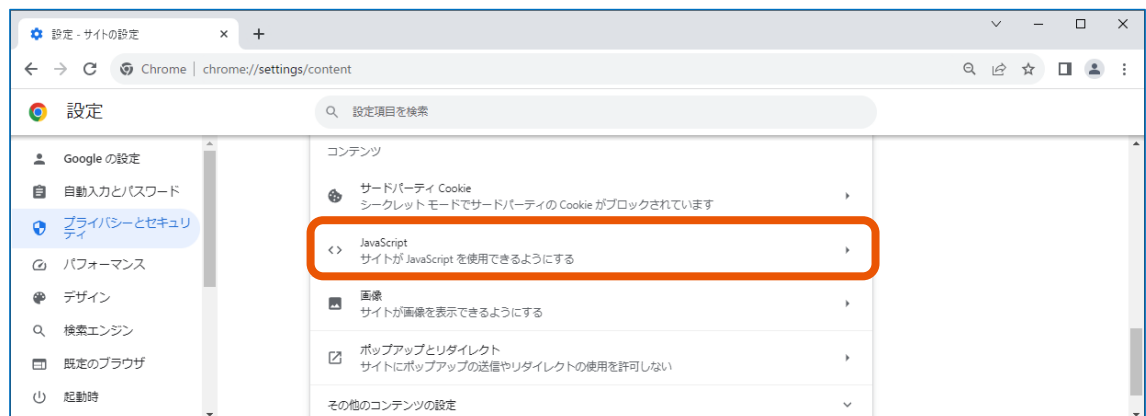 設定 - サイトの設定
Chrome | chrome://settings/content
設定
設定項目を検索
Google の設定
自動入力とパスワード
プライバシーとセキュリ
ティ
パフォーマンス
デザイン
検索エンジン
既定のブラウザ
起動時
コンテンツ
サードパーティ Cookie
シークレット モードでサードパーティの Cookie がブロックされています
JavaScript
サイトが JavaScript を使用できるようにする
画像
サイトが画像を表示できるようにする
ポップアップとリダイレクト
サイトにポップアップの送信やリダイレクトの使用を許可しない
その他のコンテンツの設定